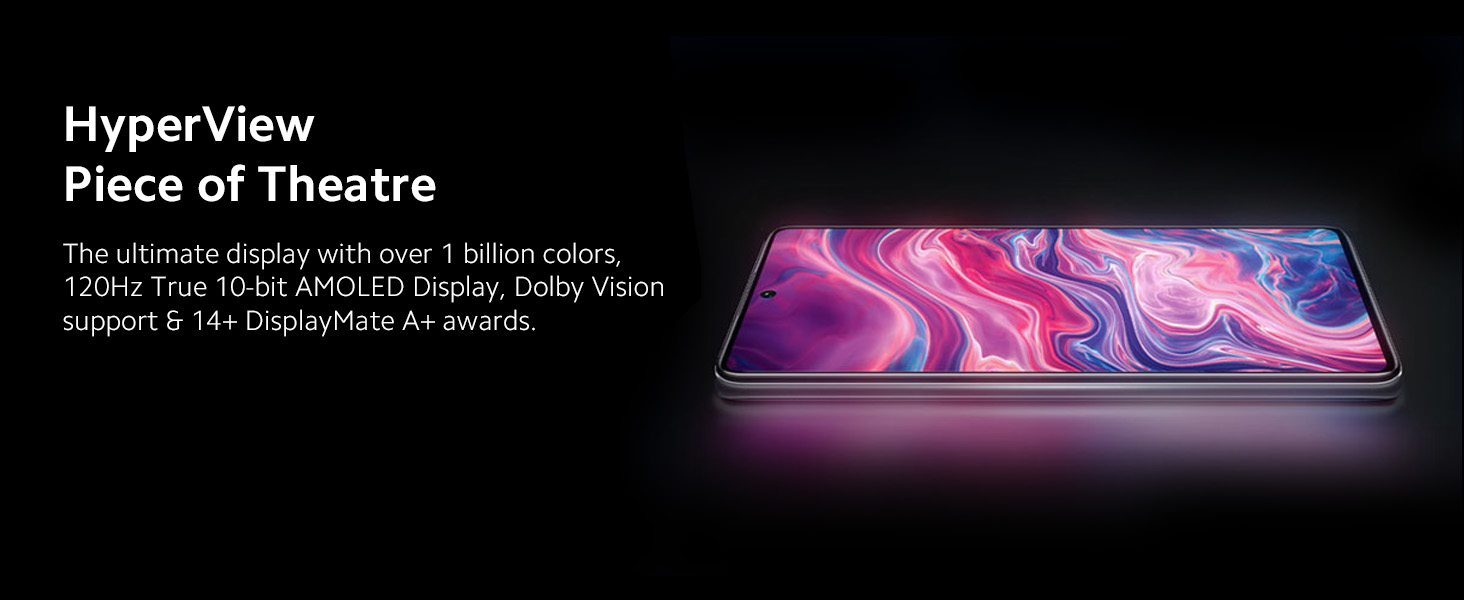 HyperView
Piece of Theatre
The ultimate display with over 1 billion colors,
120Hz True 10-bit AMOLED Display, Dolby Vision
support & 14+ DisplayMate A+ awards.